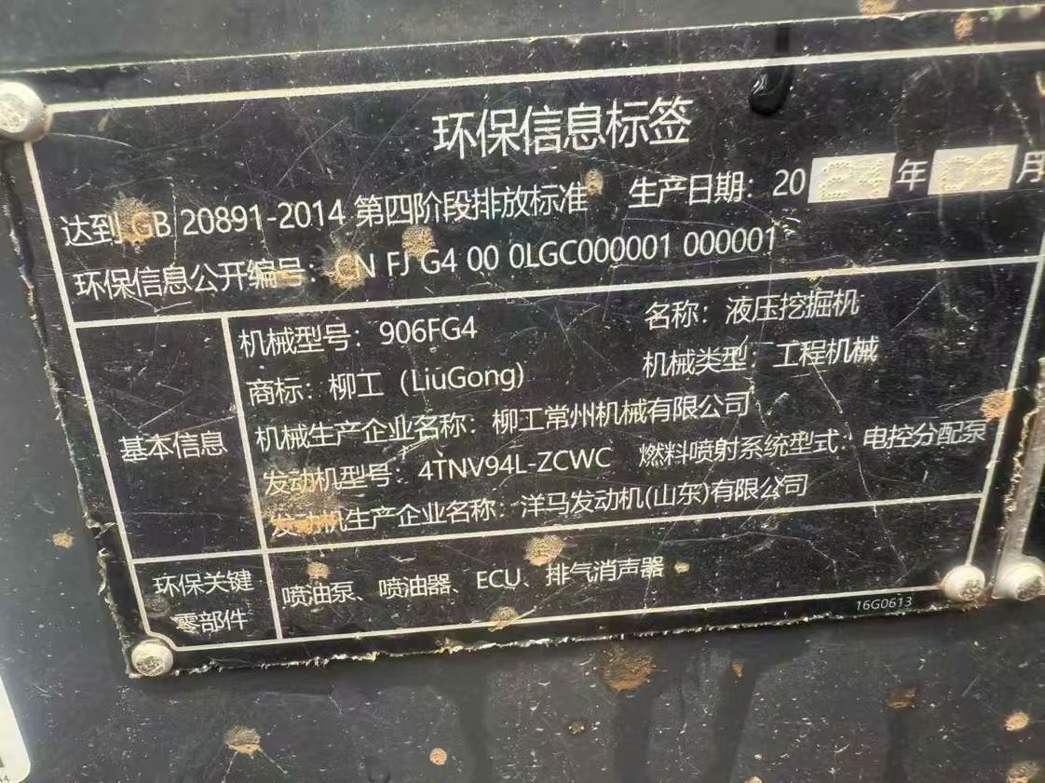 环保信息标签
达到 GB 20891-2014 第四阶段排放标准 生产日期：2024年 月
环保信息公开编号：CN FJ G4 00 0LGC000001 000001
基本信息
机械型号：906FG4 名称：液压挖掘机
商标：柳工（LiuGong) 机械类型：工程机械
机械生产企业名称：柳工常州机械有限公司
发动机型号：4TNV94L-ZCWC 燃料喷射系统型式：电控分配泵
发动机生产企业名称：洋马发动机(山东)有限公司
环保关键
零部件
喷油泵、喷油器、ECU、排气消声器
16G0613